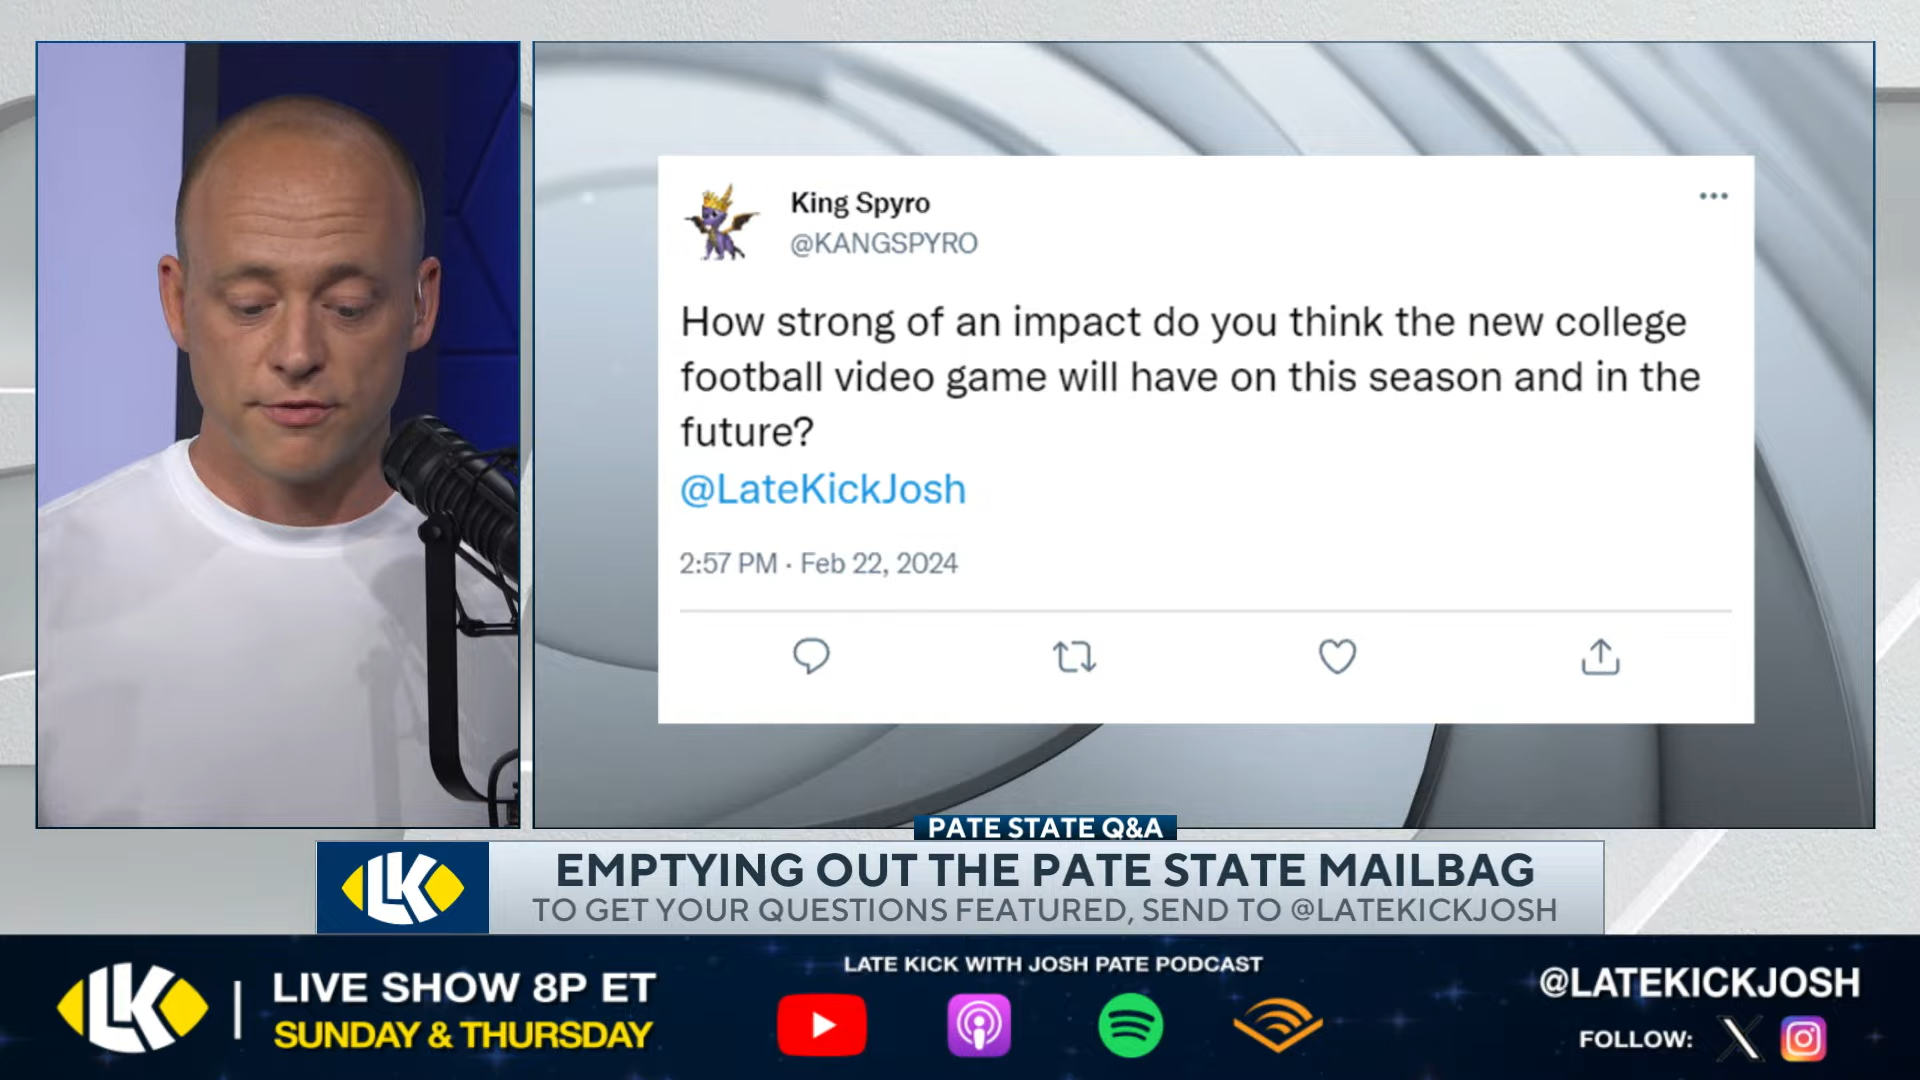 King Spyro
@KANGSPYRO
How strong of an impact do you think the new college
football video game will have on this season and in the
future?
@LateKickJosh
2:57 PM · Feb 22, 2024
PATE STATE Q&A
LK
EMPTYING OUT THE PATE STATE MAILBAG
TO GET YOUR QUESTIONS FEATURED, SEND TO @LATEKICKJOSH
LK
LIVE SHOW 8P ET
SUNDAY & THURSDAY
LATE KICK WITH JOSH PATE PODCAST
@LATEKICKJOSH
FOLLOW: